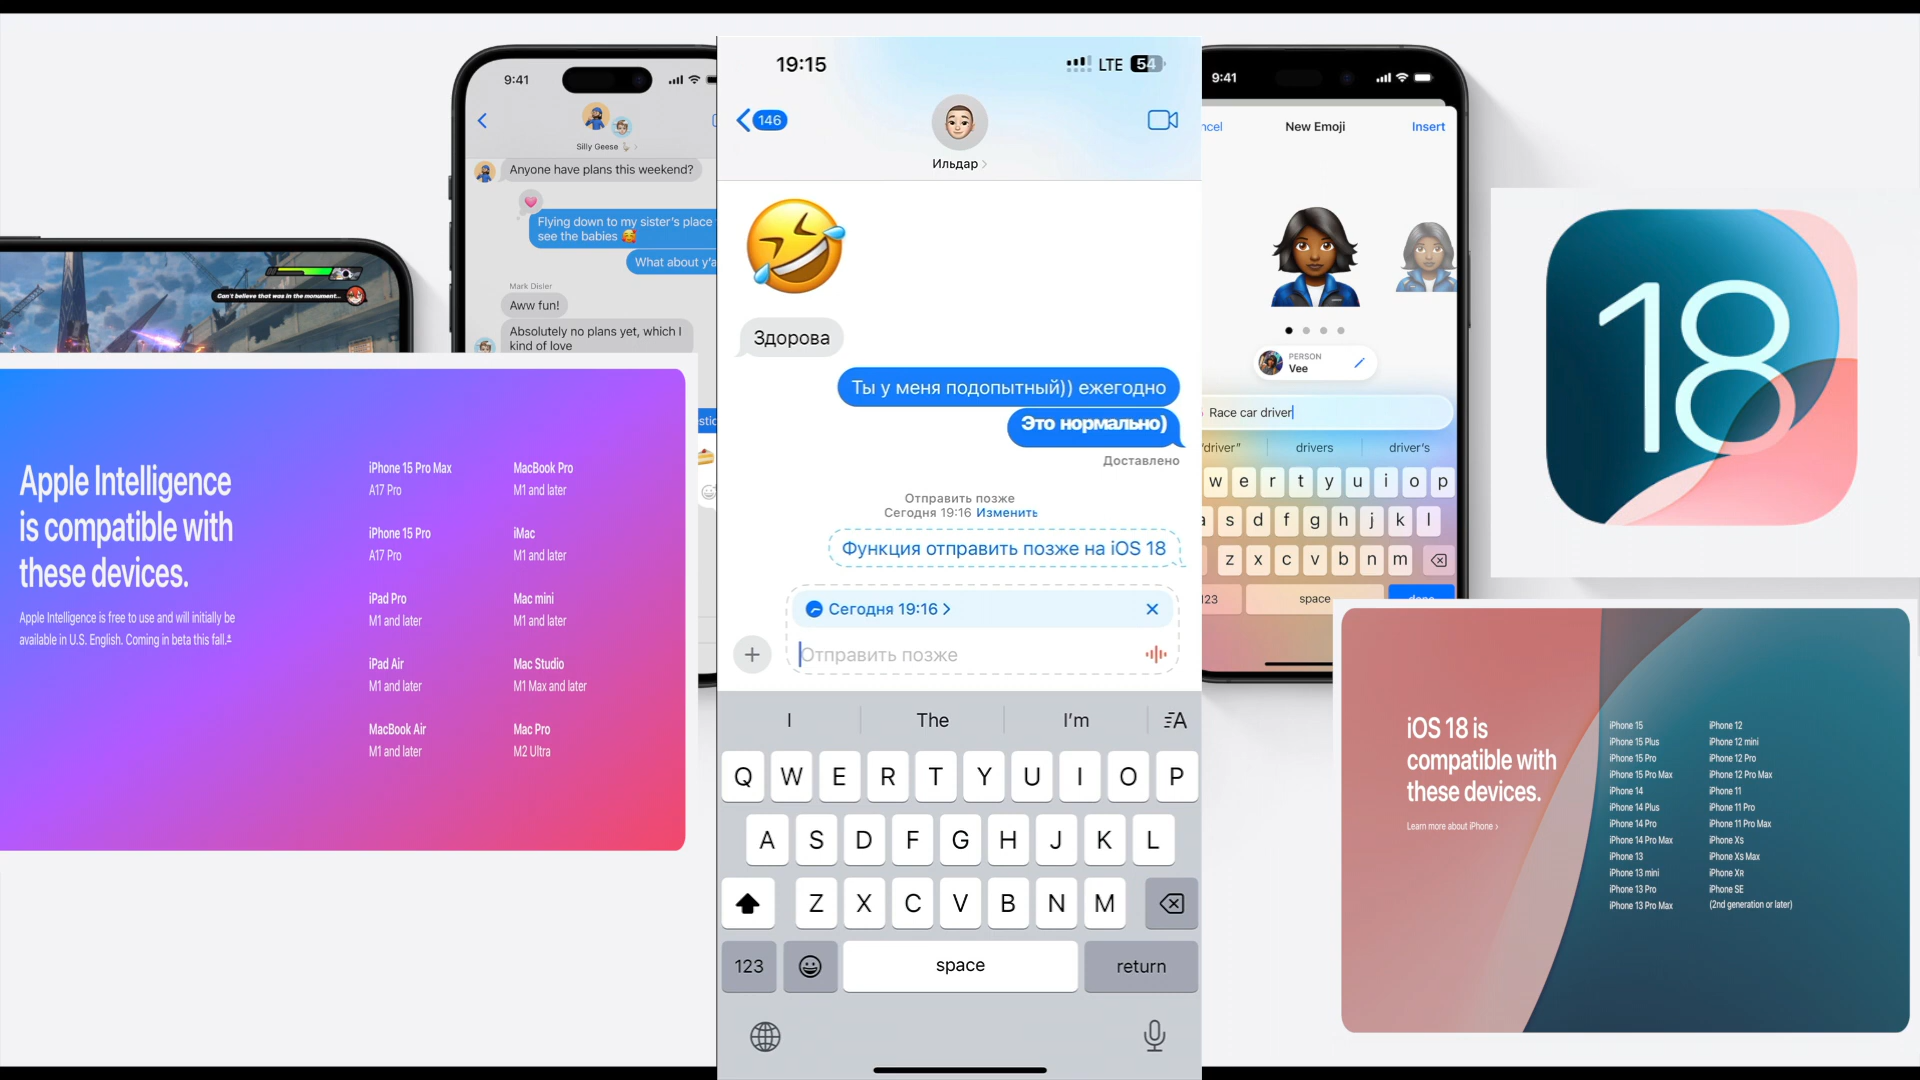 9:41
Silly Geese
Anyone have plans this weekend?
Flying down to my sister's place
see the babies 🥰
What about y'a
Mark Disler
Aww fun!
Absolutely no plans yet, which I
kind of love
Can't believe that was in the monument...
Apple Intelligence
is compatible with
these devices.
Apple Intelligence is free to use and will initially be
available in U.S. English. Coming in beta this fall.
iPhone 15 Pro Max
A17 Pro
iPhone 15 Pro
A17 Pro
iPad Pro
M1 and later
iPad Air
M1 and later
MacBook Air
M1 and later
MacBook Pro
M1 and later
iMac
M1 and later
Mac mini
M1 and later
Mac Studio
M1 Max and later
Mac Pro
M2 Ultra
19:15 LTE 54
146
Ильдар
🤣
Здорова
Ты у меня подопытный)) ежегодно
Это нормально)
Доставлено
Отправить позже
Сегодня 19:16 Изменить
Функция отправить позже на iOS 18
Сегодня 19:16
Отправить позже
I The I'm
Q W E R T Y U I O P
A S D F G H J K L
Z X C V B N M
123 space return
9:41
ncel New Emoji Insert
PERSON
Vee
Race car driver
"driver" drivers driver's
w e r t y u i o p
a s d f g h j k l
z x c v b n m
123 space done
18
iOS 18 is
compatible with
these devices.
Learn more about iPhone
iPhone 15
iPhone 15 Plus
iPhone 15 Pro
iPhone 15 Pro Max
iPhone 14
iPhone 14 Plus
iPhone 14 Pro
iPhone 14 Pro Max
iPhone 13
iPhone 13 mini
iPhone 13 Pro
iPhone 13 Pro Max
iPhone 12
iPhone 12 mini
iPhone 12 Pro
iPhone 12 Pro Max
iPhone 11
iPhone 11 Pro
iPhone 11 Pro Max
iPhone Xs
iPhone Xs Max
iPhone XR
iPhone SE
(2nd generation or later)